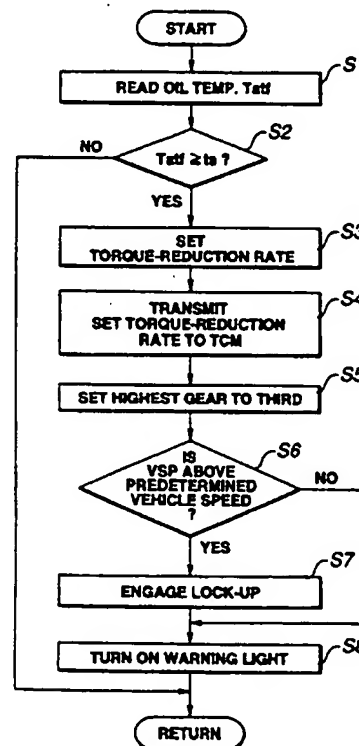 START
S
READ OIL TEMP. Tatf
S2
NO
Tatf ≥ ta ?
YES
S3
SET
TORQUE-REDUCTION RATE
S4
TRANSMIT
SET TORQUE-REDUCTION
RATE TO TCM
S5
SET HIGHEST GEAR TO THIRD
S6
IS
VSP ABOVE
PREDETERMINED
VEHICLE SPEED
?
NO
YES
S7
ENGAGE LOCK-UP
S8
TURN ON WARNING LIGHT
RETURN